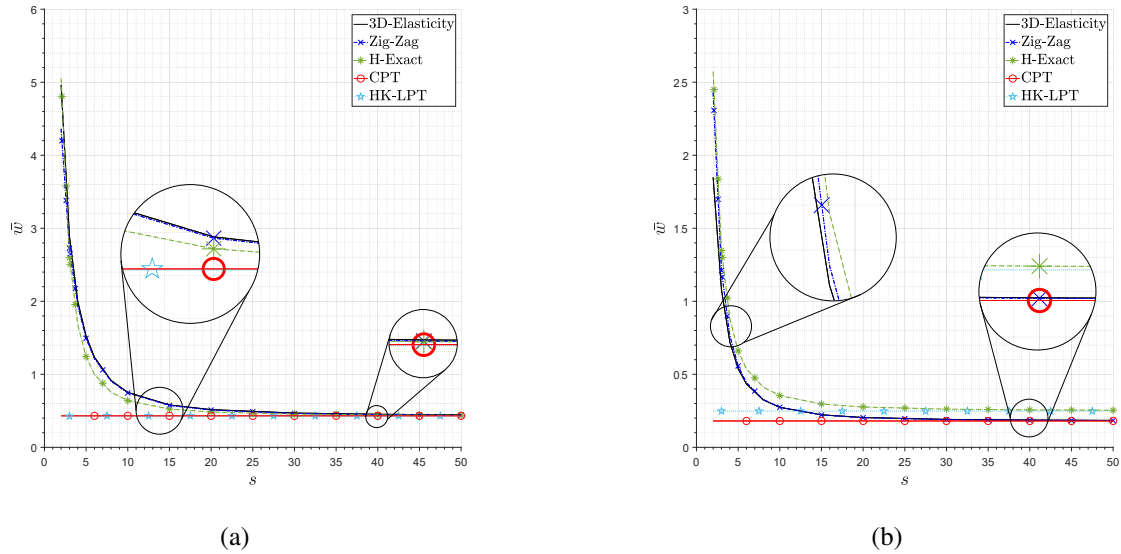 3D-Elasticity
Zig-Zag
H-Exact
CPT
HK-LPT
6
5
4
3
2
1
0
w̄
0 5 10 15 20 25 30 35 40 45 50
s
(a)
3D-Elasticity
Zig-Zag
H-Exact
CPT
HK-LPT
3
2.5
2
1.5
1
0.5
0
w̄
0 5 10 15 20 25 30 35 40 45 50
s
(b)